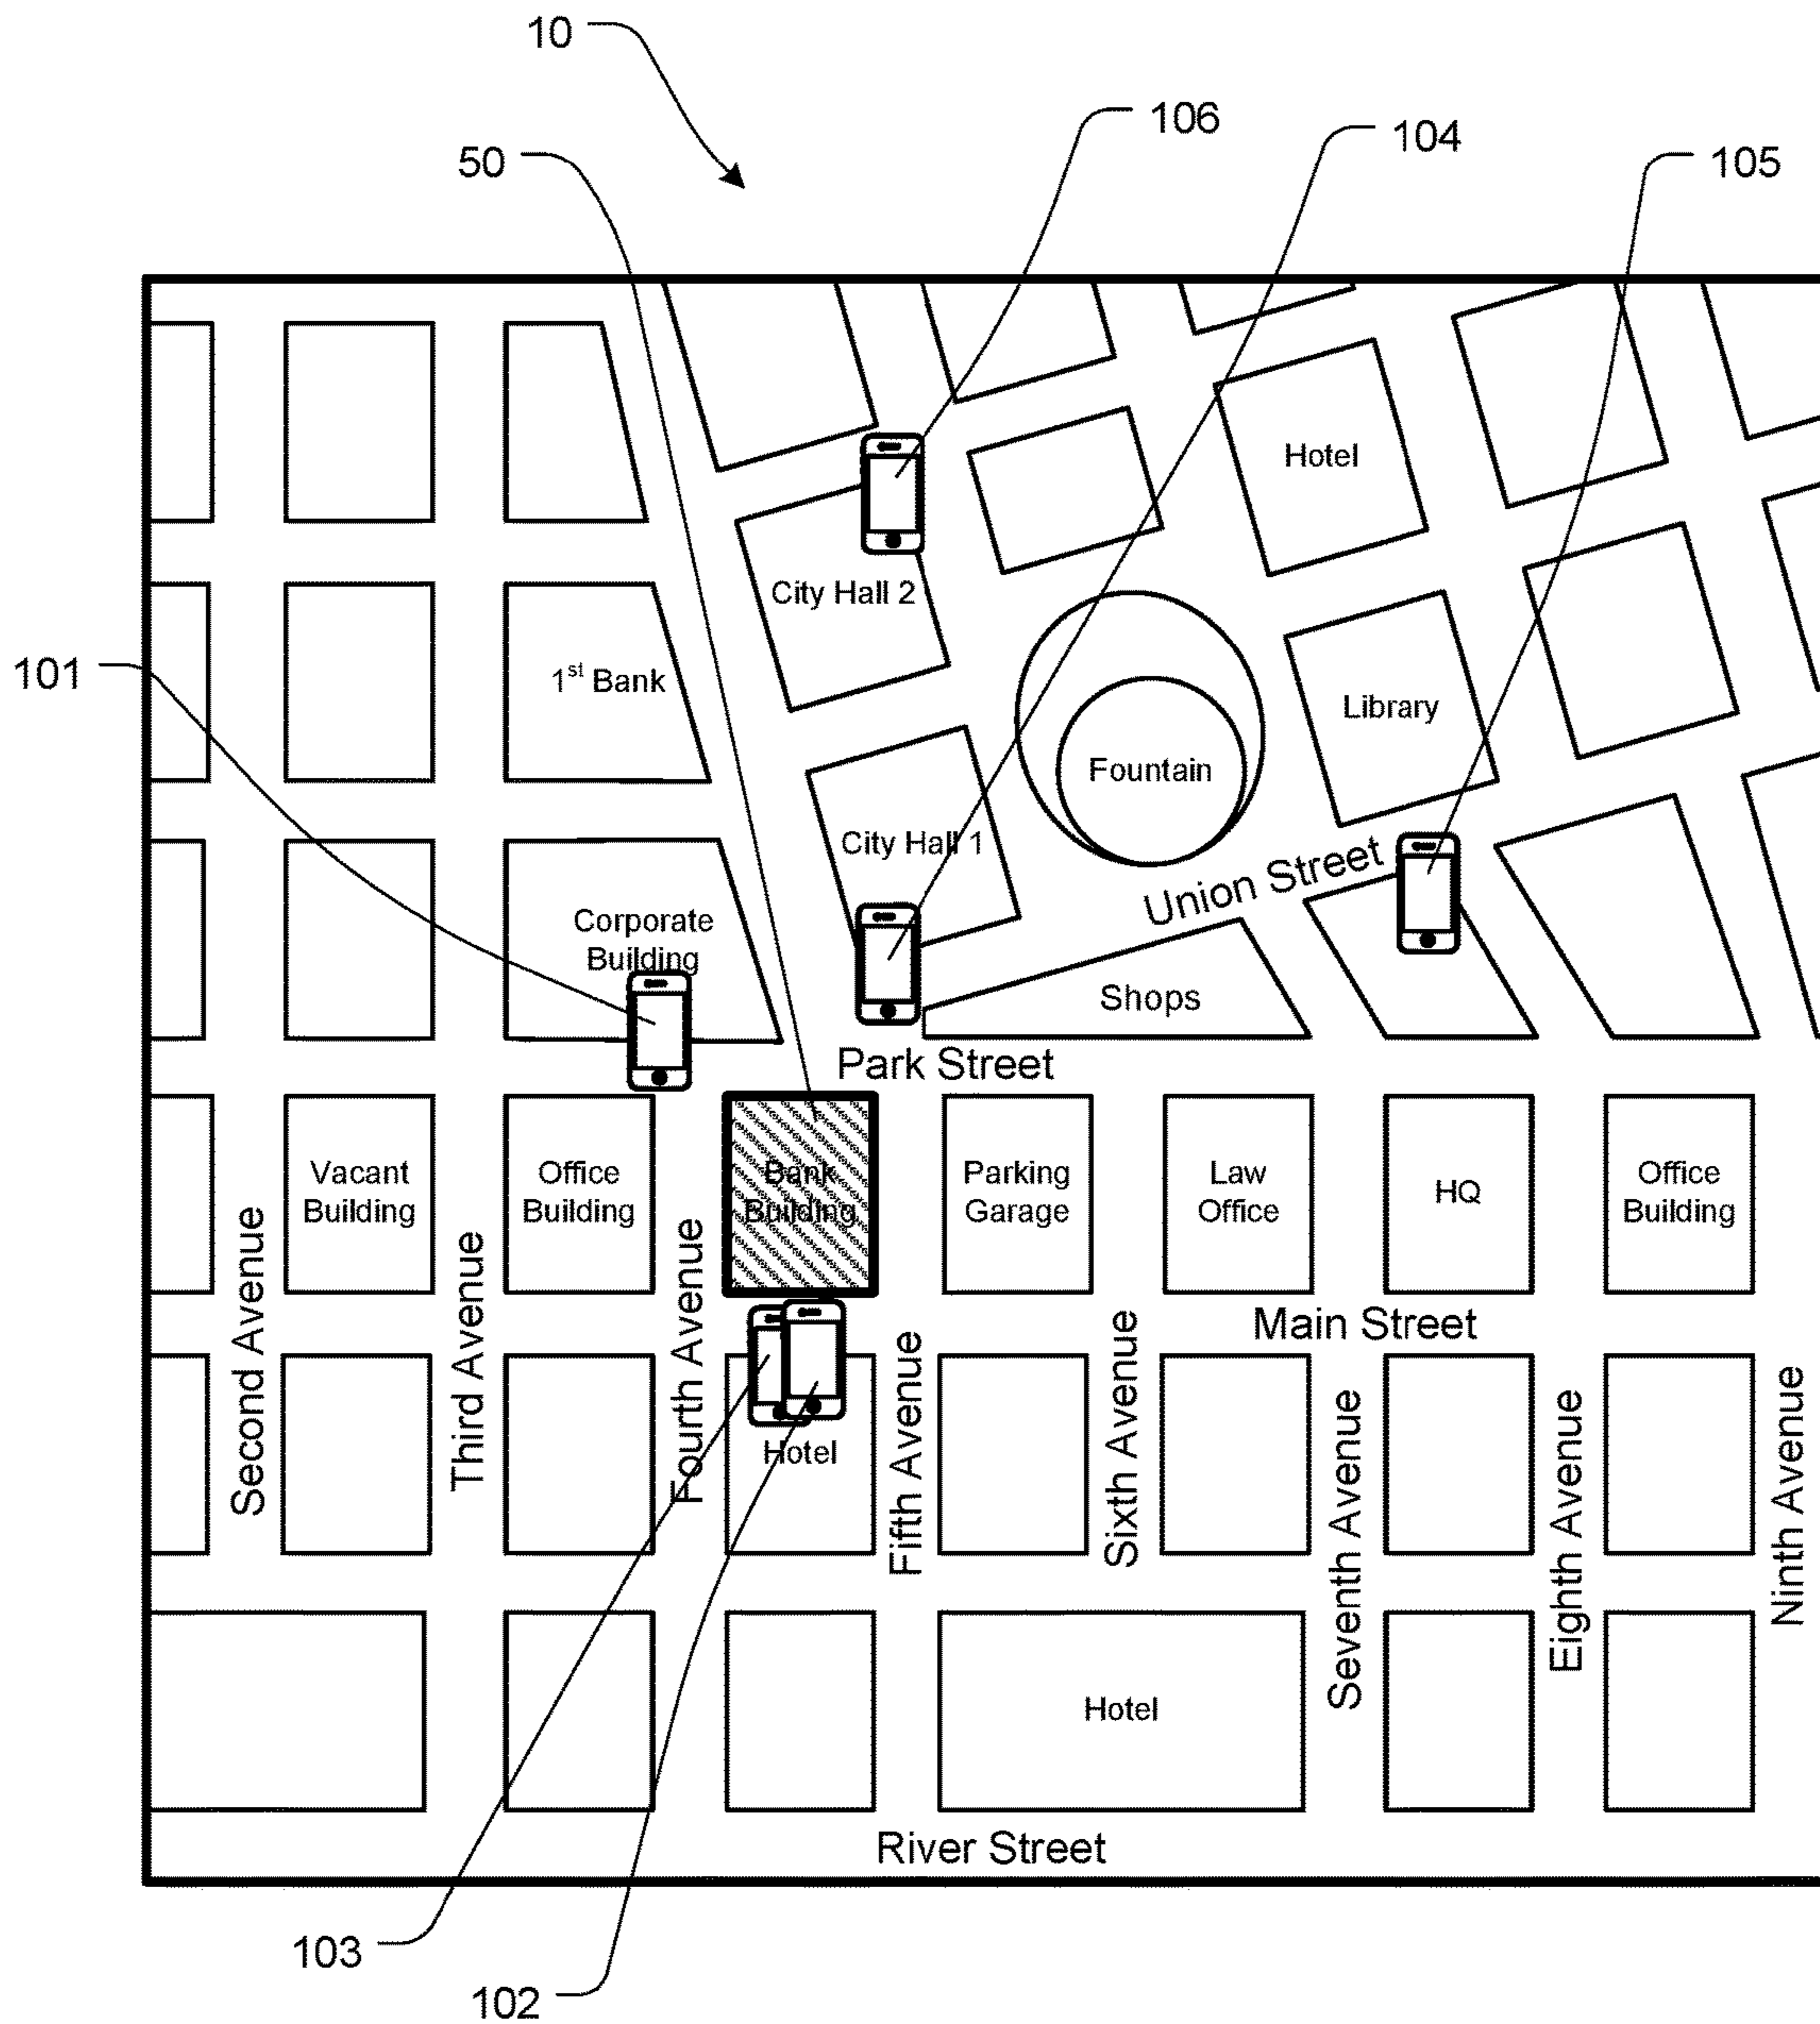 10
106
104
50
105
Hotel
City Hall 2
101
1st Bank
Library
Fountain
City Hall 1
Union Street
Corporate
Building
Shops
Park Street
Vacant
Building
Office
Building
Bank
Building
Parking
Garage
Law
Office
HQ
Office
Building
Main Street
Second Avenue
Third Avenue
Fourth Avenue
Hotel
Fifth Avenue
Sixth Avenue
Seventh Avenue
Eighth Avenue
Ninth Avenue
Hotel
River Street
103
102